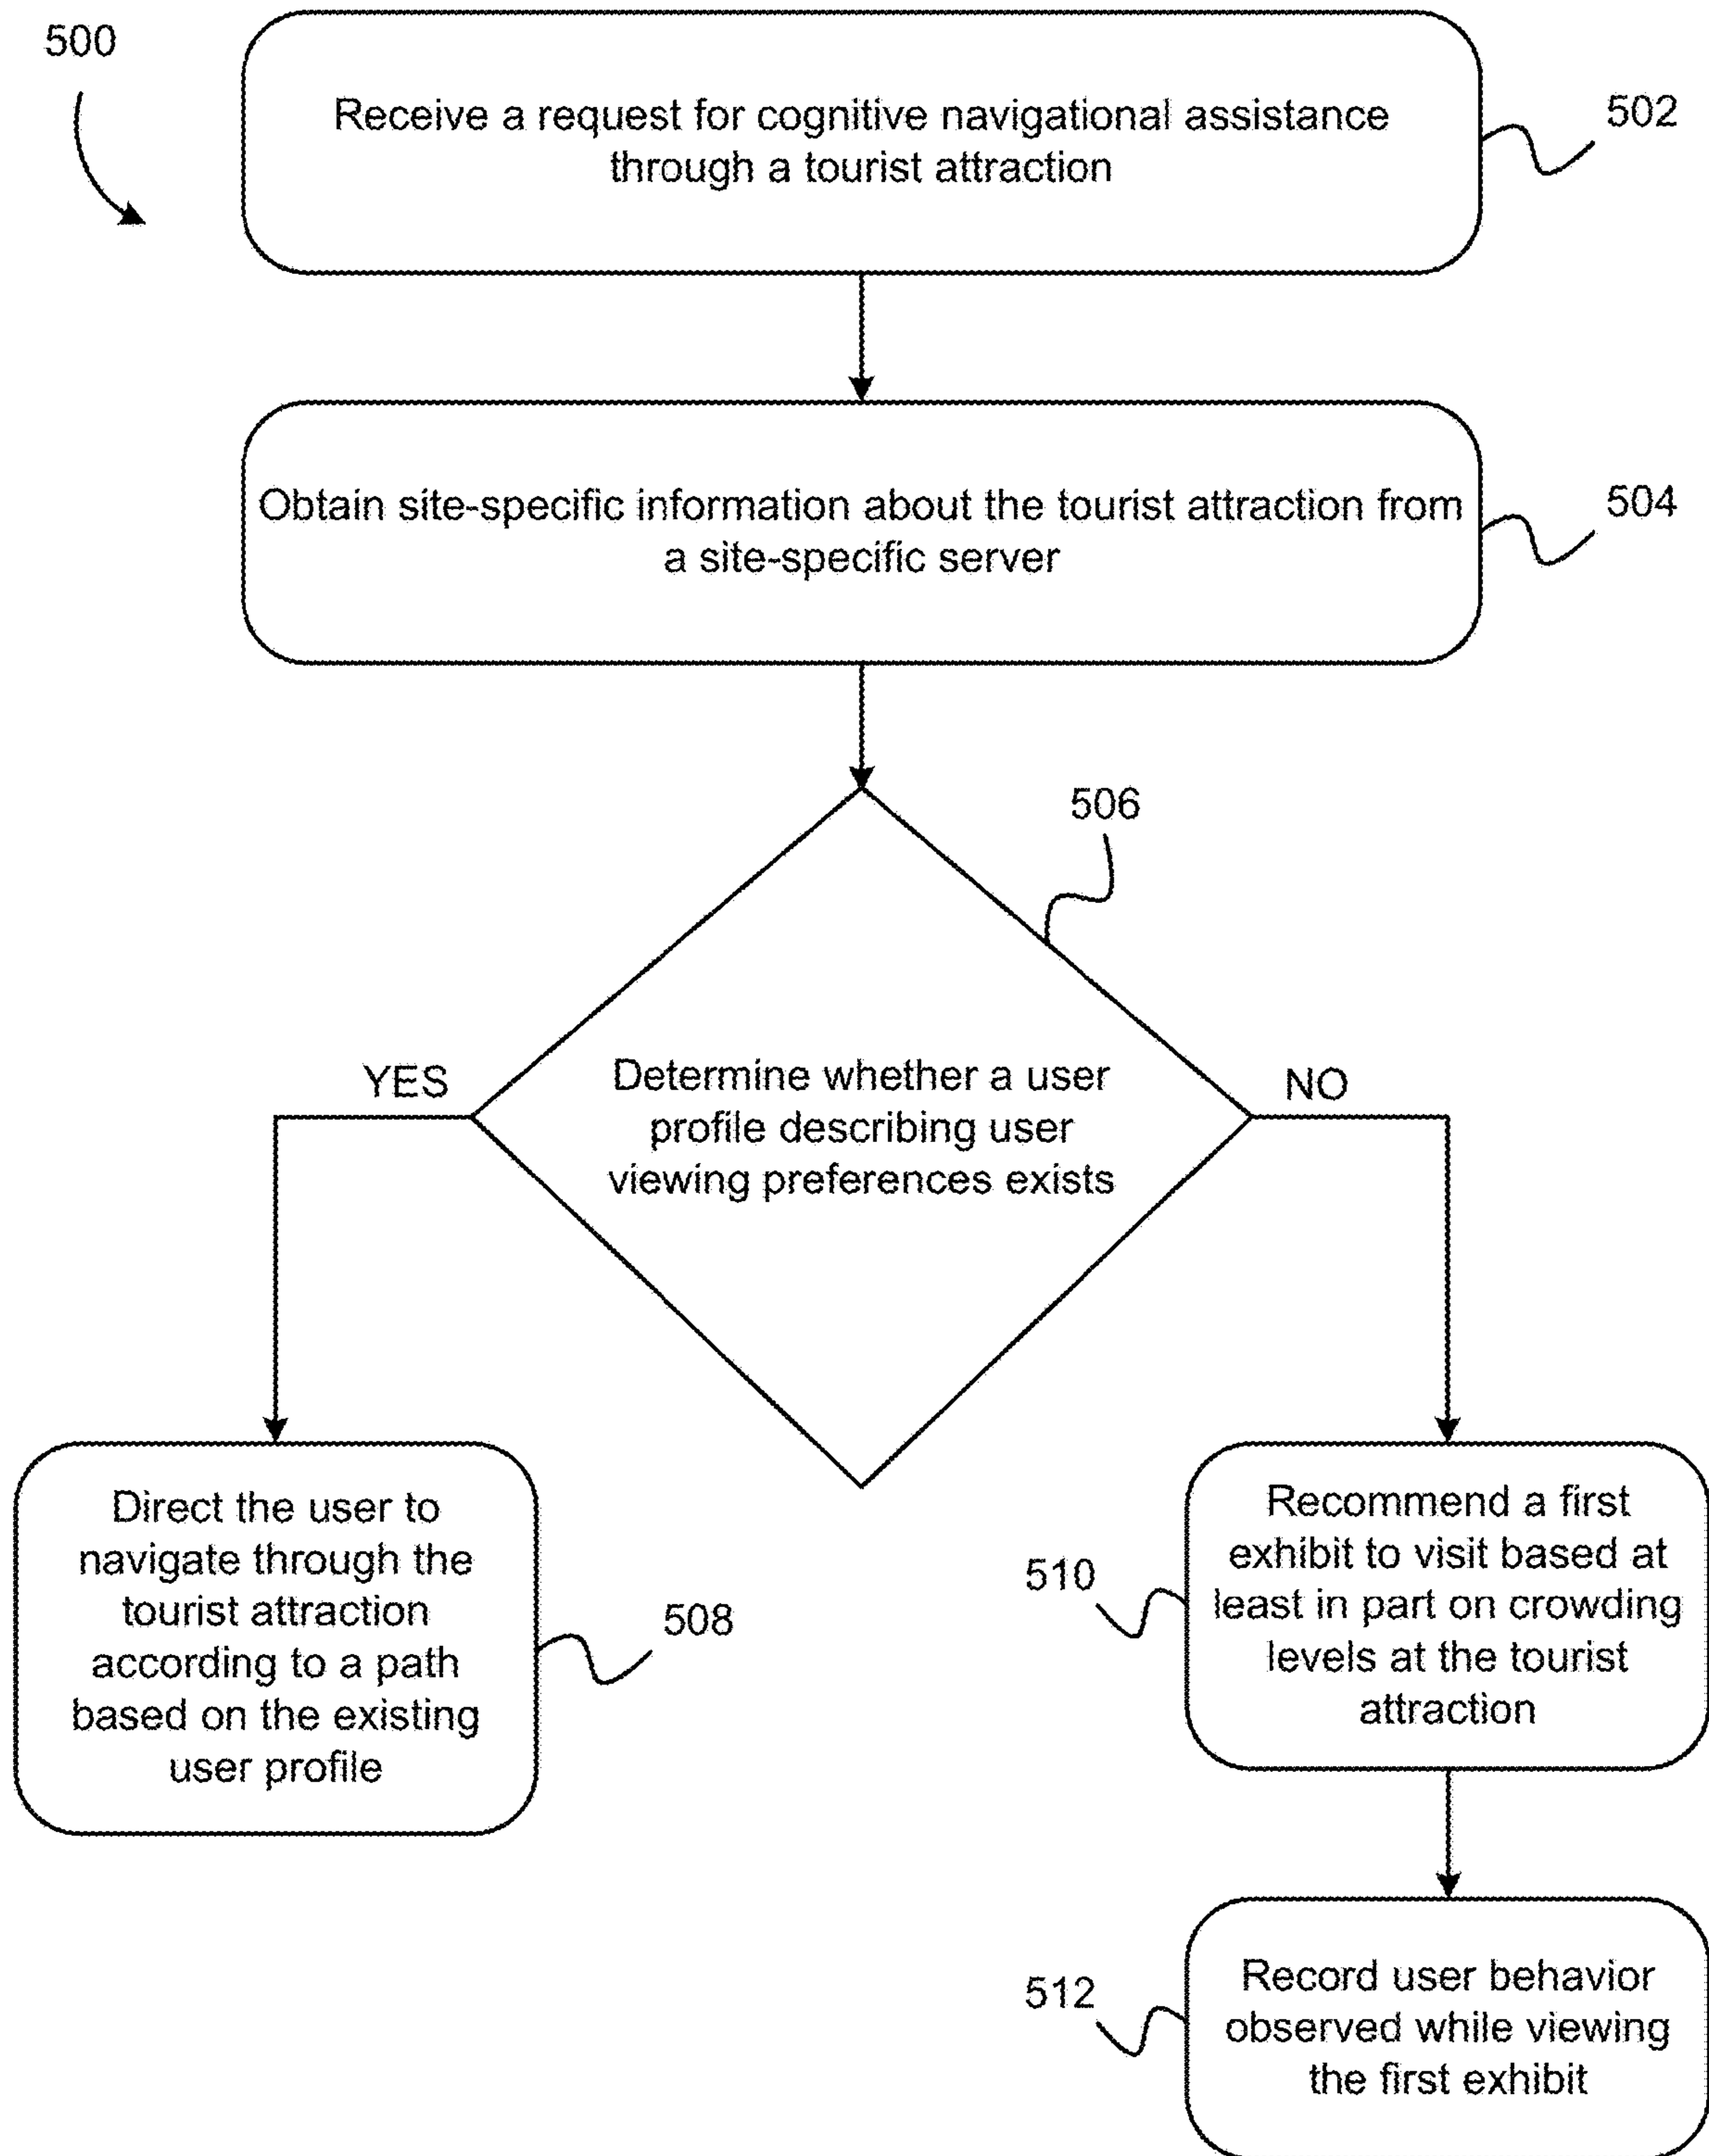 500
Receive a request for cognitive navigational assistance
through a tourist attraction
502
Obtain site-specific information about the tourist attraction from
a site-specific server
504
506
YES
Determine whether a user
profile describing user
viewing preferences exists
NO
Direct the user to
navigate through the
tourist attraction
according to a path
based on the existing
user profile
508
510
Recommend a first
exhibit to visit based at
least in part on crowding
levels at the tourist
attraction
512
Record user behavior
observed while viewing
the first exhibit